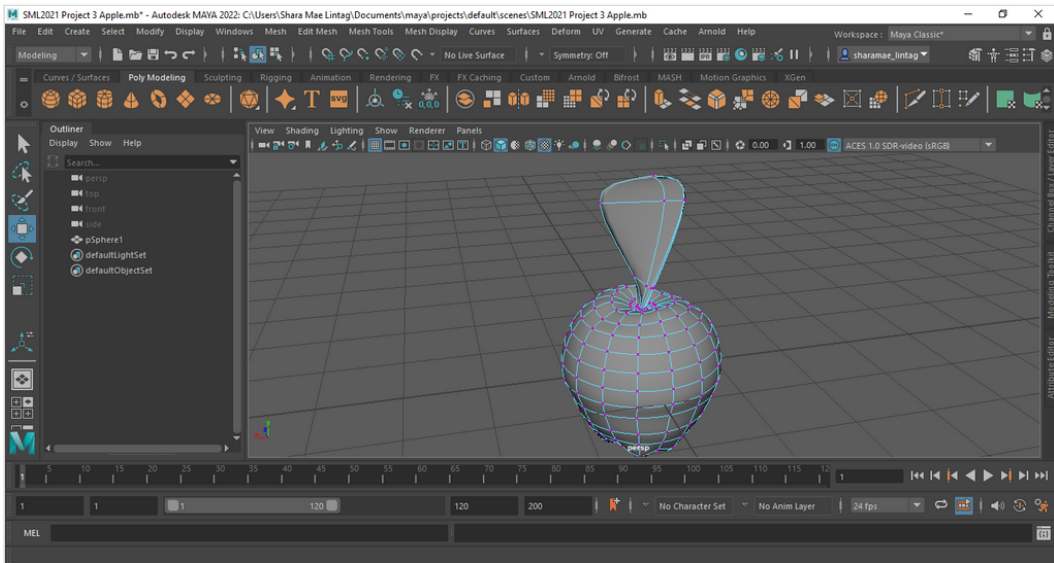 SML2021 Project 3 Apple.mb* - Autodesk MAYA 2022: C:\Users\Shara Mae Lintag\Documents\maya\projects\default\scenes\SML2021 Project 3 Apple.mb
File Edit Create Select Modify Display Windows Mesh Edit Mesh Mesh Tools Mesh Display Curves Surfaces Deform UV Generate Cache Arnold Help Workspace: Maya Classic*
Modeling No Live Surface Symmetry: Off sharamae_lintag
Curves / Surfaces Poly Modeling Sculpting Rigging Animation Rendering FX FX Caching Custom Arnold Bifrost MASH Motion Graphics XGen
T svg 0,0,0
Outliner
Display Show Help
Search...
persp
top
front
side
pSphere1
defaultLightSet
defaultObjectSet
View Shading Lighting Show Renderer Panels
0.00 1.00 ACES 1.0 SDR-video (sRGB)
persp
Channel Box / Layer Editor
Modeling Toolkit
Attribute Editor
M
1 5 10 15 20 25 30 35 40 45 50 55 60 65 70 75 80 85 90 95 100 105 110 115 12 1
1 1 1 120 120 200 No Character Set No Anim Layer 24 fps
MEL